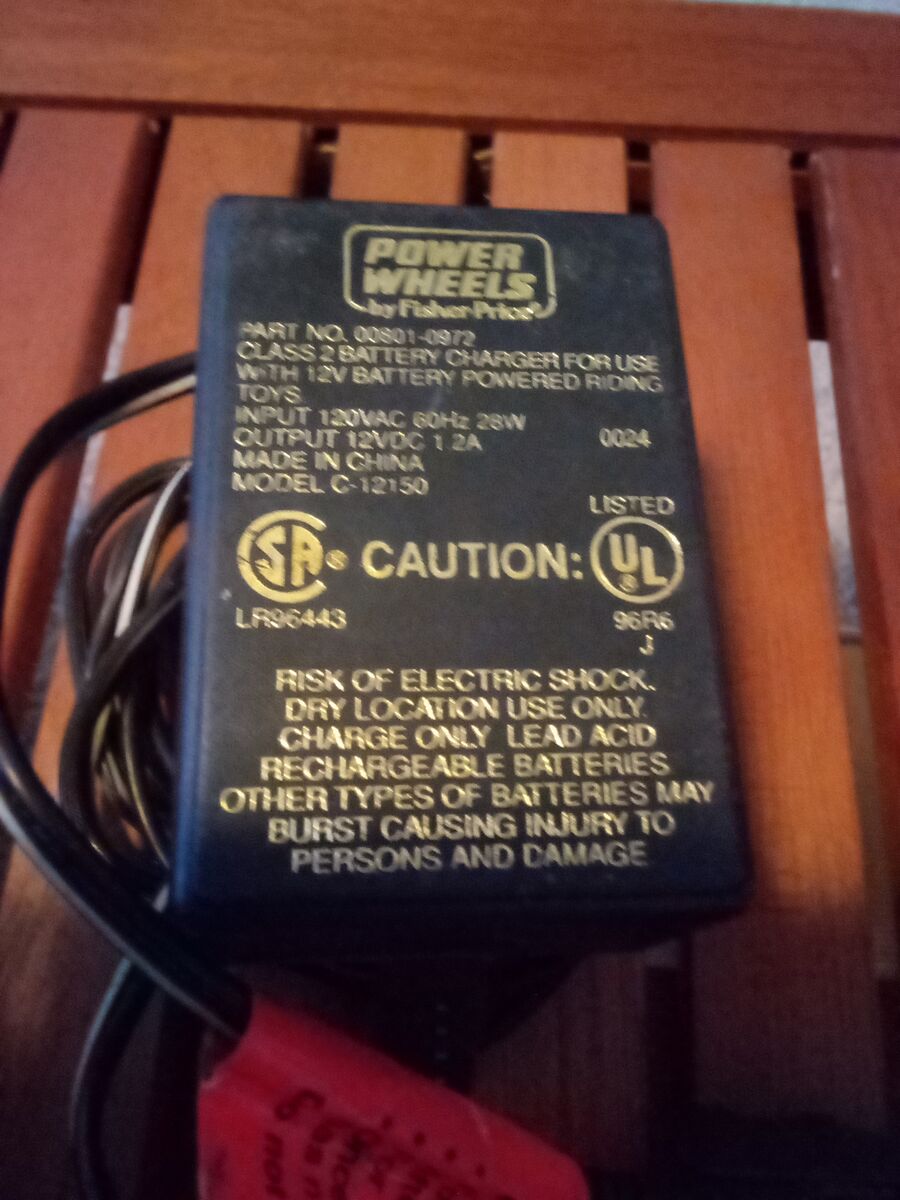 POWER
WHEELS
by Fisher-Price®
PART NO. 00801-0972
CLASS 2 BATTERY CHARGER FOR USE
WITH 12V BATTERY POWERED RIDING
TOYS
INPUT 120VAC 60Hz 28W
OUTPUT 12VDC 1.2A 0024
MADE IN CHINA
MODEL C-12150
LISTED
SA ® CAUTION: UL ®
LR96443 96R6
J
RISK OF ELECTRIC SHOCK.
DRY LOCATION USE ONLY.
CHARGE ONLY LEAD ACID
RECHARGEABLE BATTERIES
OTHER TYPES OF BATTERIES MAY
BURST CAUSING INJURY TO
PERSONS AND DAMAGE